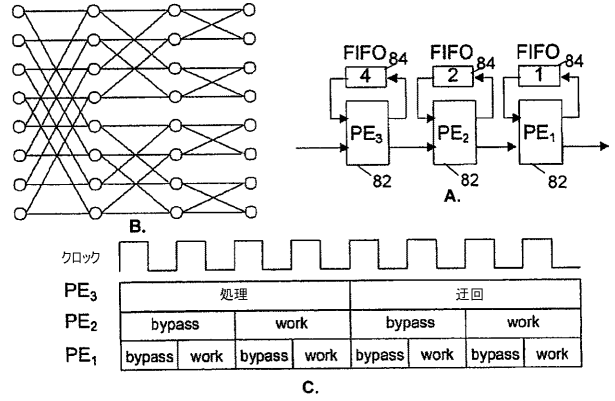 FIFO FIFO FIFO
4 84 2 84 1 84
PE3 PE2 PE1
82 82 82
A.
B.
クロック
PE3 処理 迂回
PE2 bypass work bypass work
PE1 bypass work bypass work bypass work bypass work
C.